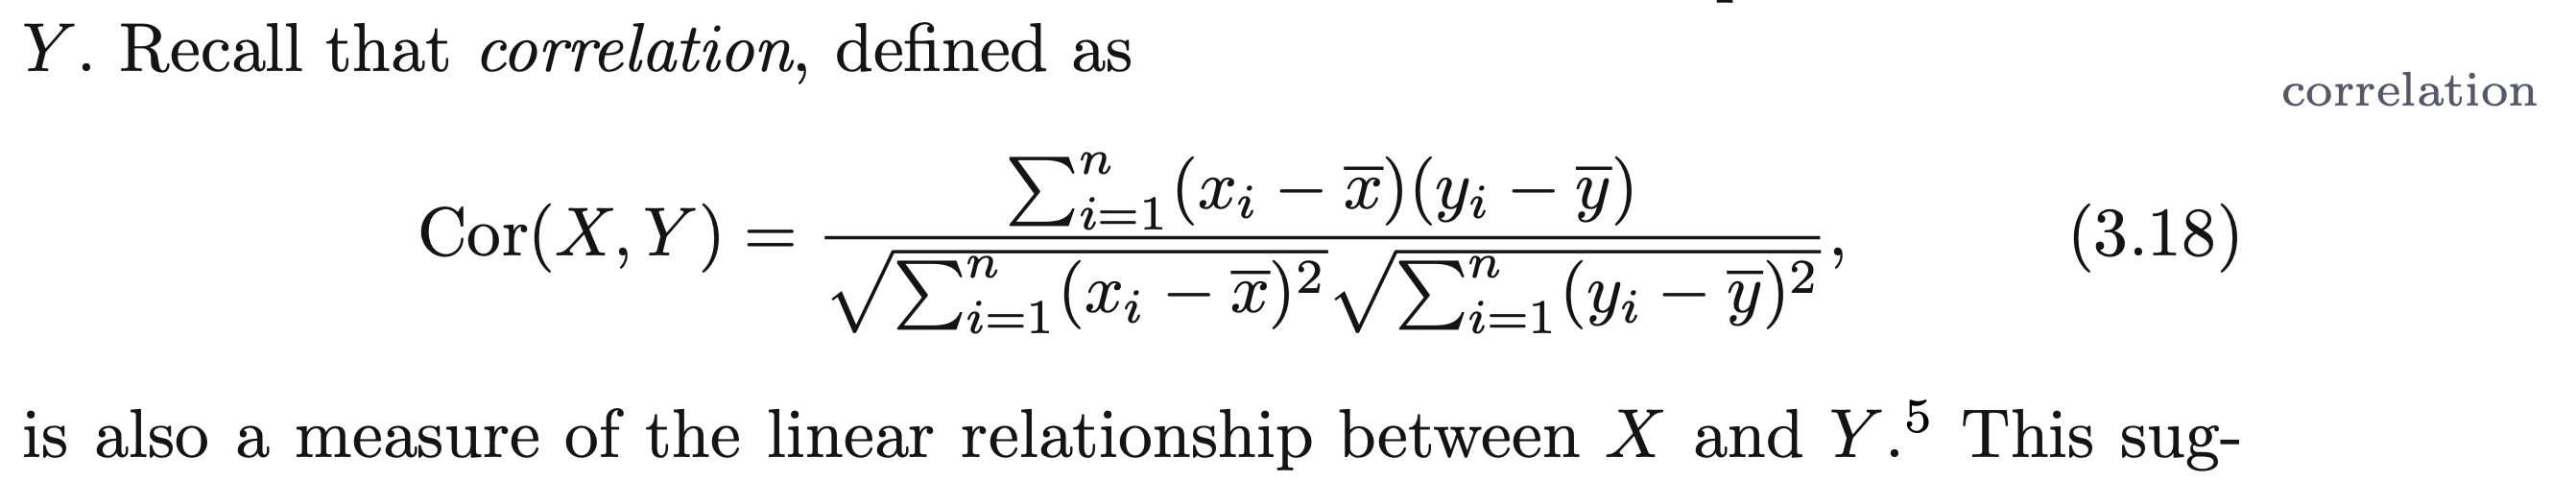 Y. Recall that correlation, defined as
correlation
Cor(X, Y) = \frac{\sum_{i=1}^{n}(x_i - \overline{x})(y_i - \overline{y})}{\sqrt{\sum_{i=1}^{n}(x_i - \overline{x})^2}\sqrt{\sum_{i=1}^{n}(y_i - \overline{y})^2}}, (3.18)
is also a measure of the linear relationship between X and Y.⁵ This sug-